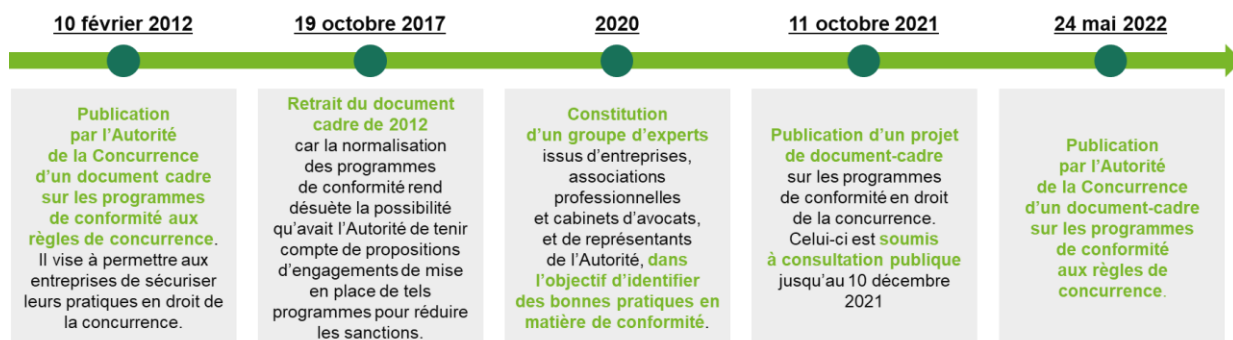 10 février 2012
19 octobre 2017
2020
11 octobre 2021
24 mai 2022
Publication
par l’Autorité
de la Concurrence
d’un document cadre
sur les programmes
de conformité aux
règles de concurrence.
Il vise à permettre aux
entreprises de sécuriser
leurs pratiques en droit de
la concurrence.
Retrait du document
cadre de 2012
car la normalisation
des programmes
de conformité rend
désuète la possibilité
qu’avait l’Autorité de tenir
compte de propositions
d’engagements de mise
en place de tels
programmes pour réduire
les sanctions.
Constitution
d’un groupe d’experts
issus d’entreprises,
associations
professionnelles
et cabinets d’avocats,
et de représentants
de l’Autorité, dans
l’objectif d’identifier
des bonnes pratiques en
matière de conformité.
Publication d’un projet
de document-cadre
sur les programmes
de conformité en droit
de la concurrence.
Celui-ci est soumis
à consultation publique
jusqu’au 10 décembre
2021
Publication
par l’Autorité
de la Concurrence
d’un document-cadre
sur les programmes
de conformité
aux règles de
concurrence.